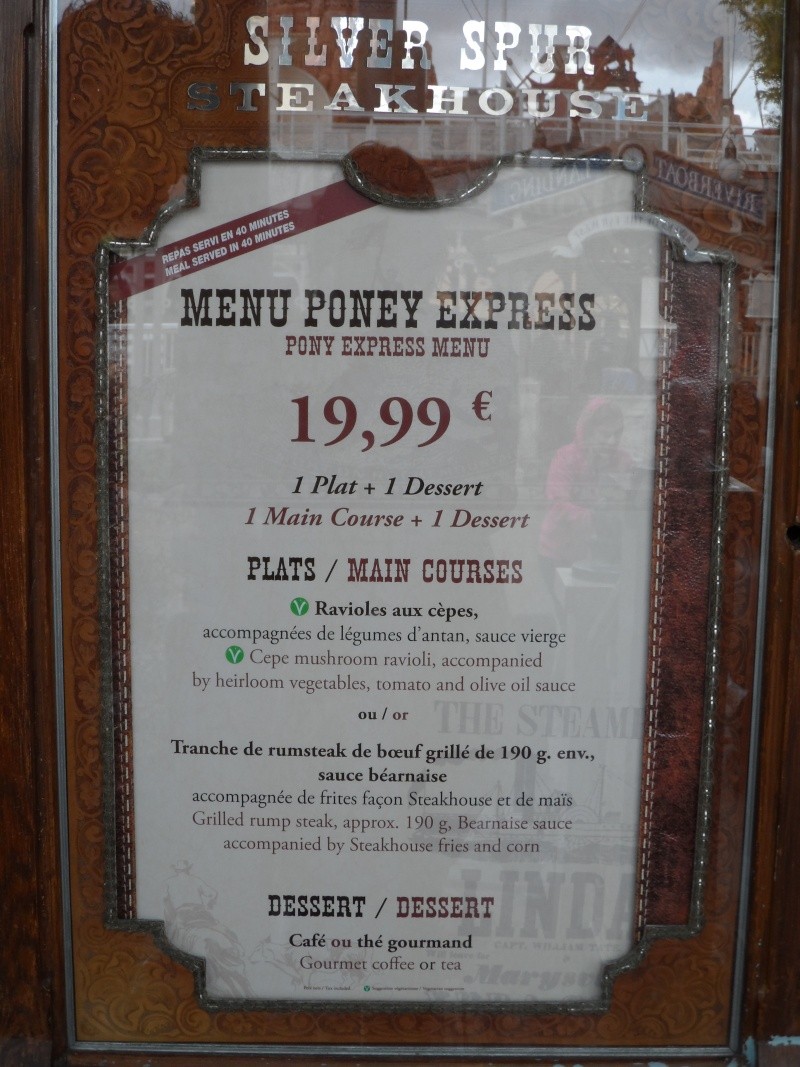 SILVER SPUR
STEAKHOUSE
RIVERBOAT
LANDING
REPAS SERVI EN 40 MINUTES
MEAL SERVED IN 40 MINUTES
MENU PONEY EXPRESS
PONY EXPRESS MENU
19,99 €
1 Plat + 1 Dessert
1 Main Course + 1 Dessert
PLATS / MAIN COURSES
V Ravioles aux cèpes,
accompagnées de légumes d'antan, sauce vierge
V Cepe mushroom ravioli, accompanied
by heirloom vegetables, tomato and olive oil sauce
ou / or
Tranche de rumsteak de bœuf grillé de 190 g. env.,
sauce béarnaise
accompagnée de frites façon Steakhouse et de maïs
Grilled rump steak, approx. 190 g, Bearnaise sauce
accompanied by Steakhouse fries and corn
THE STEAM
LINDA
DESSERT / DESSERT
Café ou thé gourmand
Gourmet coffee or tea